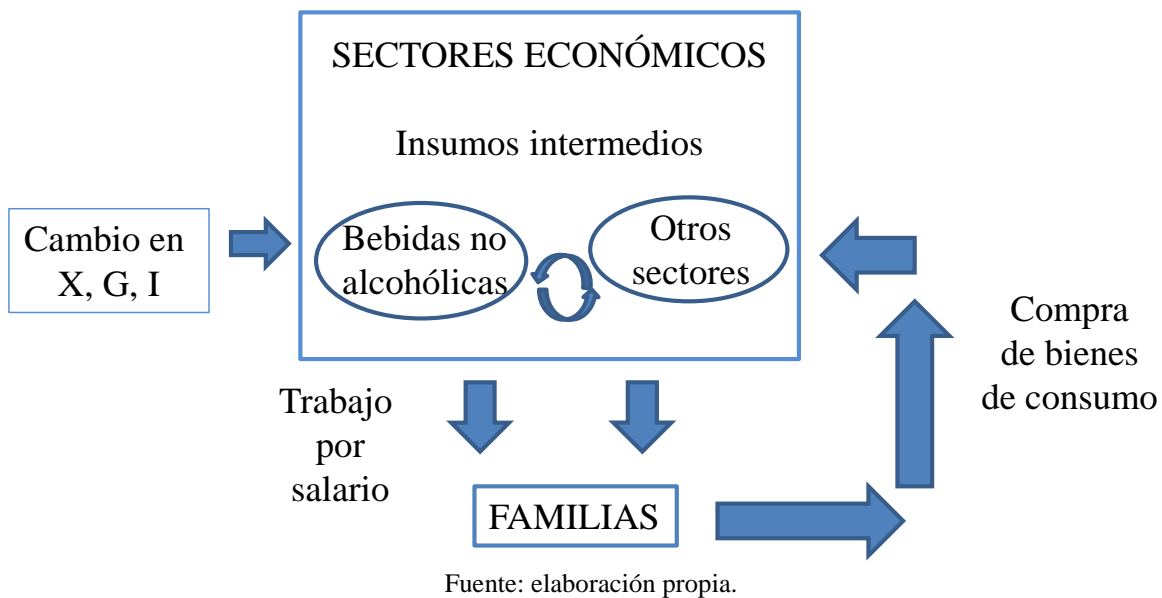 SECTORES ECONÓMICOS
Insumos intermedios
Cambio en
X, G, I
Bebidas no
alcohólicas
Otros
sectores
Compra
de bienes
de consumo
Trabajo
por
salario
FAMILIAS
Fuente: elaboración propia.